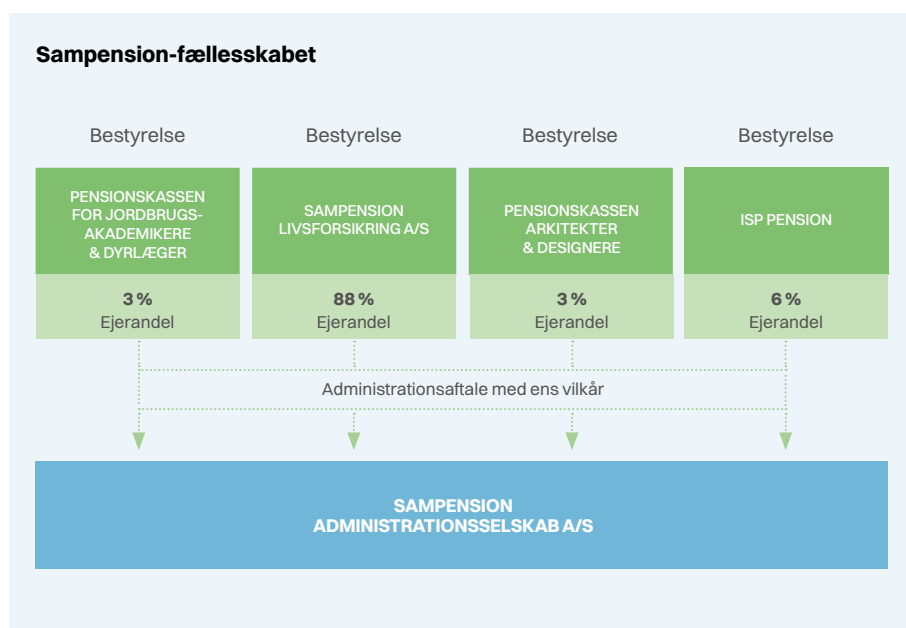 Sampension-fællesskabet
Bestyrelse
Bestyrelse
Bestyrelse
Bestyrelse
PENSIONSKASSEN
FOR JORDBRUGS-
AKADEMIKERE
& DYRLÆGER
3 %
Ejerandel
SAMPENSION
LIVSFORSIKRING A/S
88 %
Ejerandel
PENSIONSKASSEN
ARKITEKTER
& DESIGNERE
3 %
Ejerandel
ISP PENSION
6 %
Ejerandel
Administrationsaftale med ens vilkår
SAMPENSION
ADMINISTRATIONSSELSKAB A/S